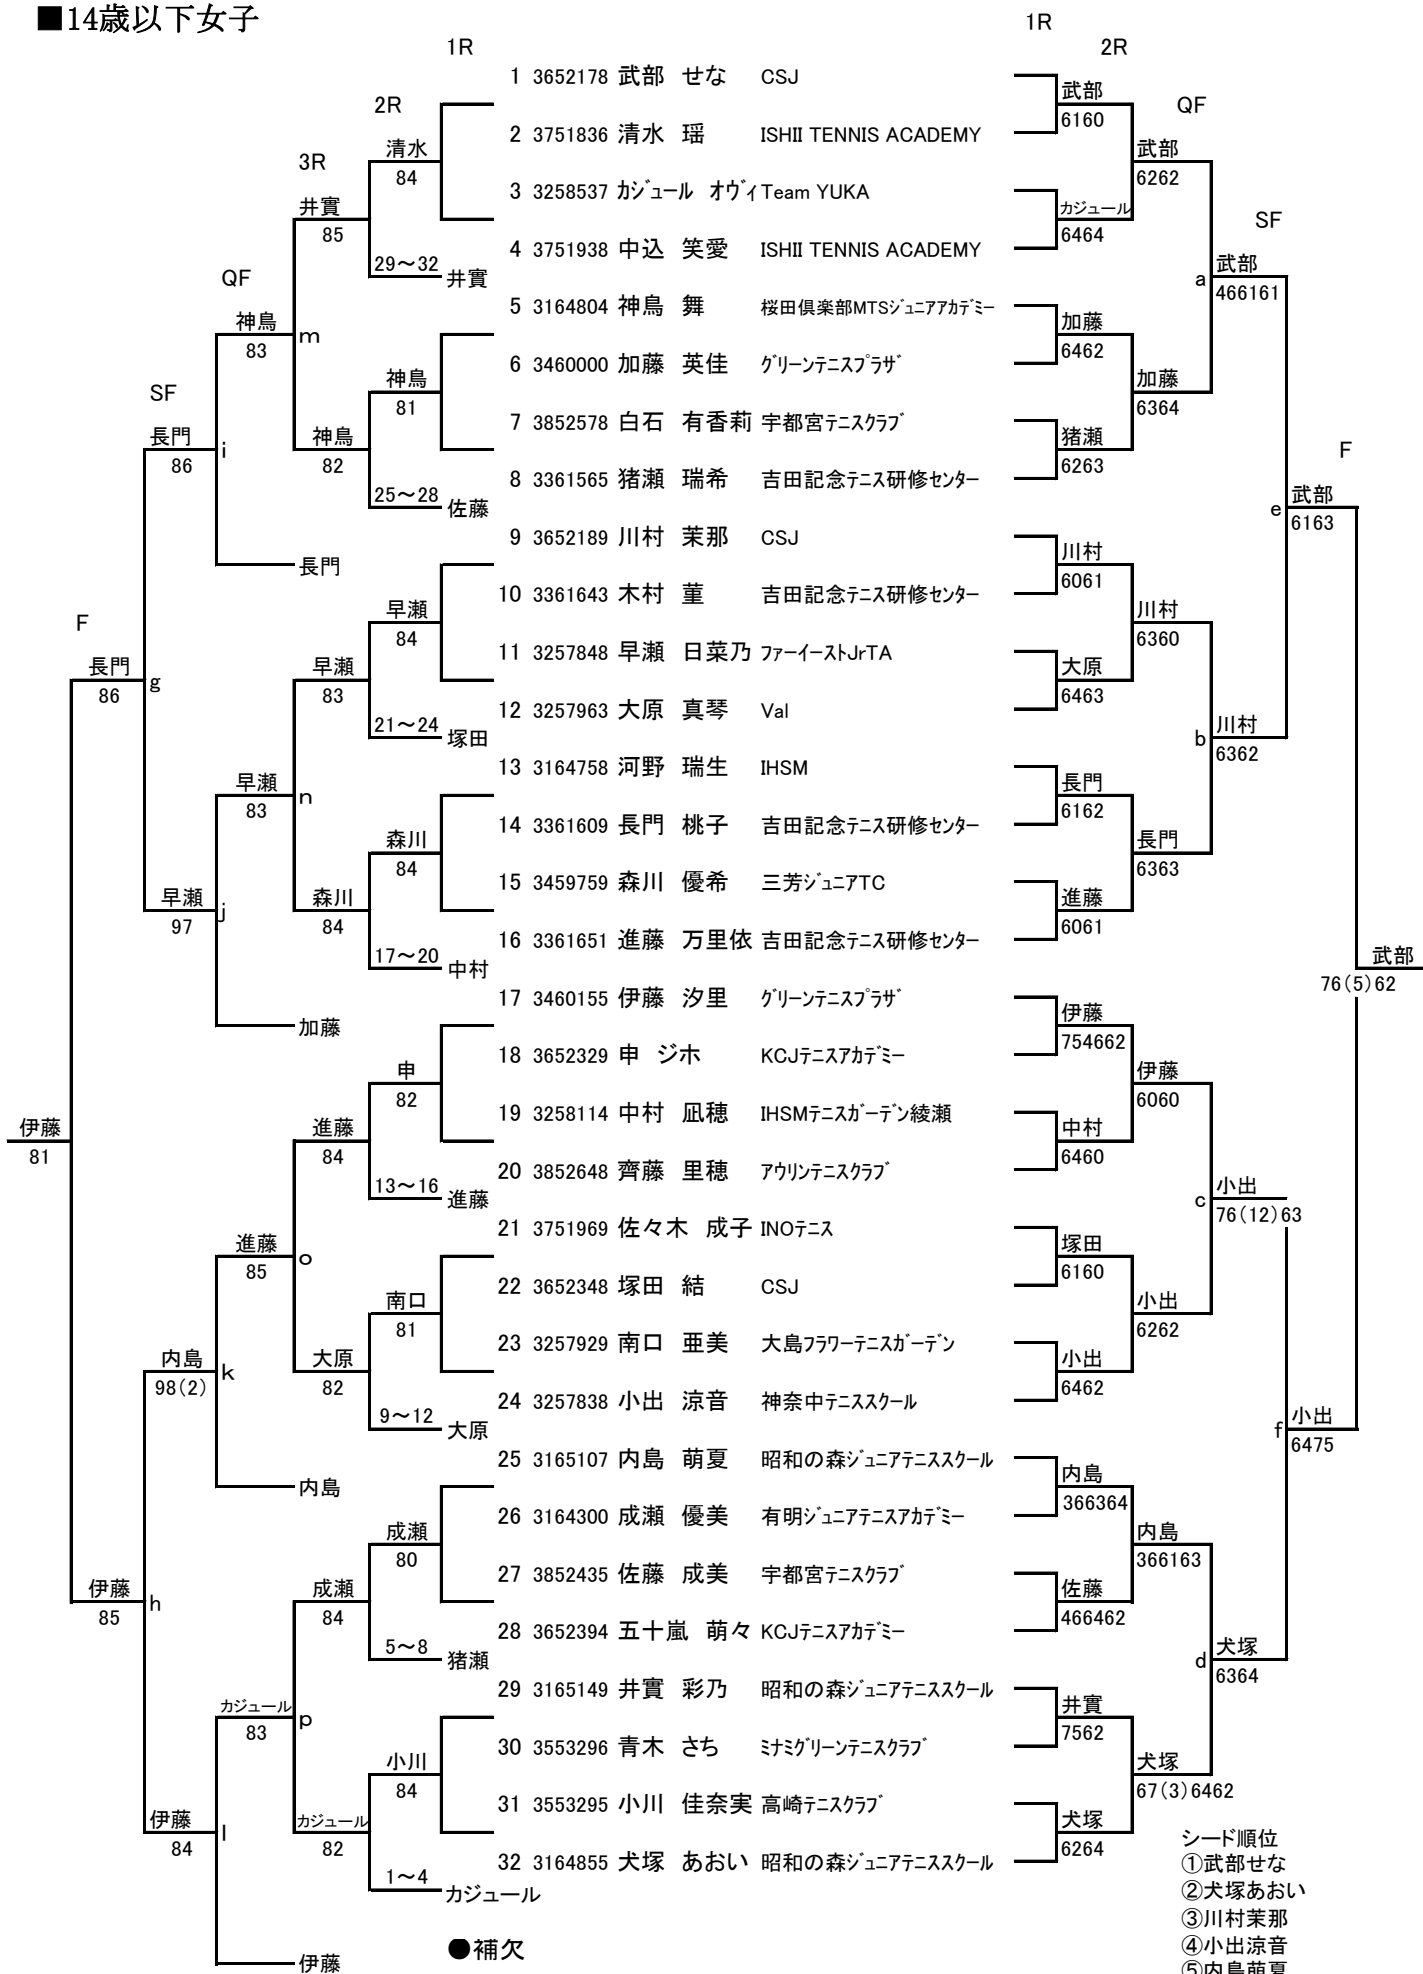 ■14歳以下女子
1R
2R
3R
QF
SF
F
1R
2R
QF
SF
F
1 3652178 武部 せな CSJ
2 3751836 清水 瑶 ISHII TENNIS ACADEMY
3 3258537 カジュール オヴィ Team YUKA
4 3751938 中込 笑愛 ISHII TENNIS ACADEMY
5 3164804 神鳥 舞 桜田倶楽部MTSジュニアアカデミー
6 3460000 加藤 英佳 グリーンテニスプラザ
7 3852578 白石 有香莉 宇都宮テニスクラブ
8 3361565 猪瀬 瑞希 吉田記念テニス研修センター
9 3652189 川村 茉那 CSJ
10 3361643 木村 菫 吉田記念テニス研修センター
11 3257848 早瀬 日菜乃 ファーイーストJrTA
12 3257963 大原 真琴 Val
13 3164758 河野 瑞生 IHSM
14 3361609 長門 桃子 吉田記念テニス研修センター
15 3459759 森川 優希 三芳ジュニアTC
16 3361651 進藤 万里依 吉田記念テニス研修センター
17 3460155 伊藤 汐里 グリーンテニスプラザ
18 3652329 申 ジホ KCJテニスアカデミー
19 3258114 中村 凪穂 IHSMテニスガーデン綾瀬
20 3852648 齊藤 里穂 アウリンテニスクラブ
21 3751969 佐々木 成子 INOテニス
22 3652348 塚田 結 CSJ
23 3257929 南口 亜美 大島フラワーテニスガーデン
24 3257838 小出 涼音 神奈中テニススクール
25 3165107 内島 萌夏 昭和の森ジュニアテニススクール
26 3164300 成瀬 優美 有明ジュニアテニスアカデミー
27 3852435 佐藤 成美 宇都宮テニスクラブ
28 3652394 五十嵐 萌々 KCJテニスアカデミー
29 3165149 井實 彩乃 昭和の森ジュニアテニススクール
30 3553296 青木 さち ミナミグリーンテニスクラブ
31 3553295 小川 佳奈実 高崎テニスクラブ
32 3164855 犬塚 あおい 昭和の森ジュニアテニススクール
武部
6160
カジュール
6464
加藤
6462
猪瀬
6263
川村
6061
大原
6463
長門
6162
進藤
6061
伊藤
754662
中村
6460
塚田
6160
小出
6462
内島
366364
佐藤
466462
井實
7562
犬塚
6264
武部
6262
加藤
6364
川村
6360
長門
6363
伊藤
6060
小出
6262
内島
366163
犬塚
67(3)6462
a
武部
466161
b
川村
6362
c
小出
76(12)63
d
犬塚
6364
e
武部
6163
f
小出
6475
武部
76(5)62
清水
84
29～32
井實
神鳥
81
25～28
佐藤
早瀬
84
21～24
塚田
森川
84
17～20
中村
申
82
13～16
進藤
南口
81
9～12
大原
成瀬
80
5～8
猪瀬
小川
84
1～4
カジュール
井實
85
神鳥
82
早瀬
83
森川
84
進藤
84
大原
82
成瀬
84
カジュール
82
神鳥
83
m
長門
早瀬
83
n
加藤
進藤
85
o
内島
カジュール
83
p
伊藤
長門
86
i
早瀬
97
j
内島
98(2)
k
伊藤
84
l
長門
86
g
伊藤
85
h
伊藤
81
●補欠
シード順位
①武部せな
②犬塚あおい
③川村茉那
④小出涼音
⑤内島萌夏